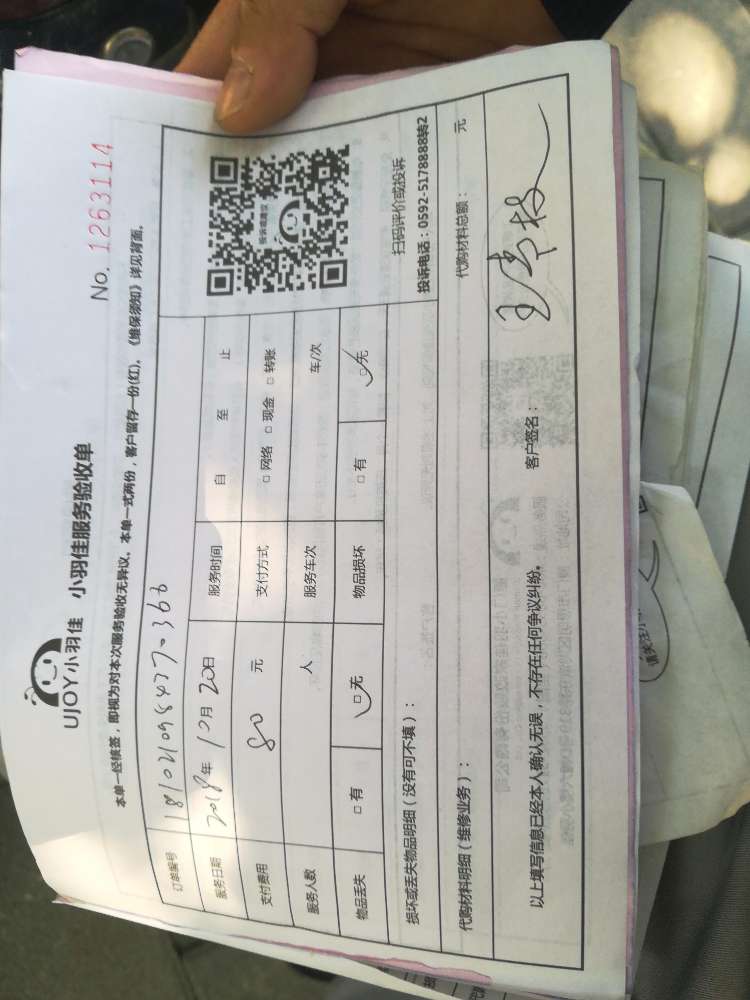 UJOY小羽佳 小羽佳服务验收单
No. 1263114
本单一经核签，即视为对本次服务验收无异议。本单一式两份，客户留存一份(红)。《维保须知》详见背面。
订单编号
服务日期 2018年10月20日 服务时间 自 至 止
支付费用 80 元 支付方式 □ 网络 □ 现金 □ 转账
服务人数 人 服务车次 车/次
物品丢失 □ 有 □ 无 物品损坏 □ 有 □ 无
投诉或建议
扫码评价或投诉
投诉电话：0592-5178888转2
损坏或丢失物品明细（没有可不填）：
代购材料明细（维修业务）： 代购材料总额： 元
以上填写信息已经本人确认无误，不存在任何争议纠纷。 客户签名：